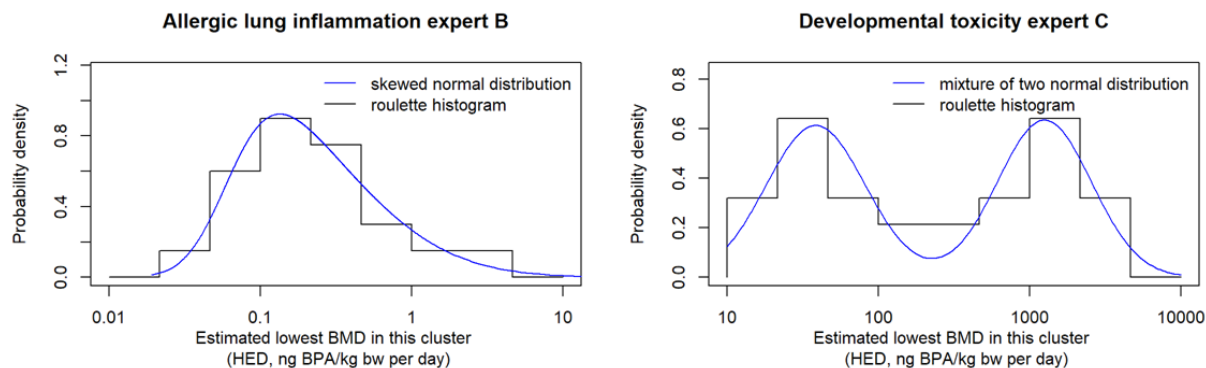 Allergic lung inflammation expert B
Probability density
0.0 0.4 0.8 1.2
skewed normal distribution
roulette histogram
0.01 0.1 1 10
Estimated lowest BMD in this cluster
(HED, ng BPA/kg bw per day)
Developmental toxicity expert C
Probability density
0.0 0.2 0.4 0.6 0.8
mixture of two normal distribution
roulette histogram
10 100 1000 10000
Estimated lowest BMD in this cluster
(HED, ng BPA/kg bw per day)